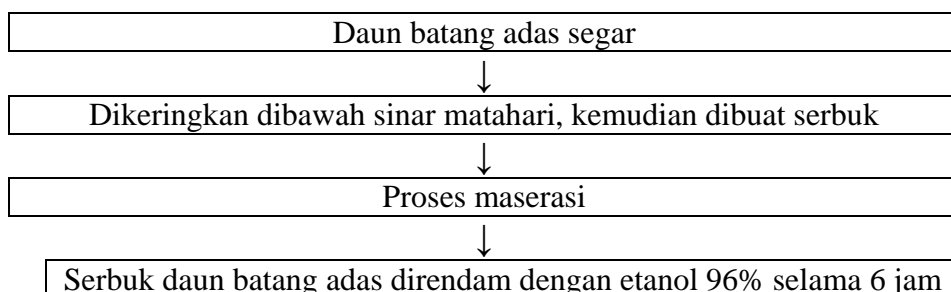 Daun batang adas segar
↓
Dikeringkan dibawah sinar matahari, kemudian dibuat serbuk
↓
Proses maserasi
↓
Serbuk daun batang adas direndam dengan etanol 96% selama 6 jam